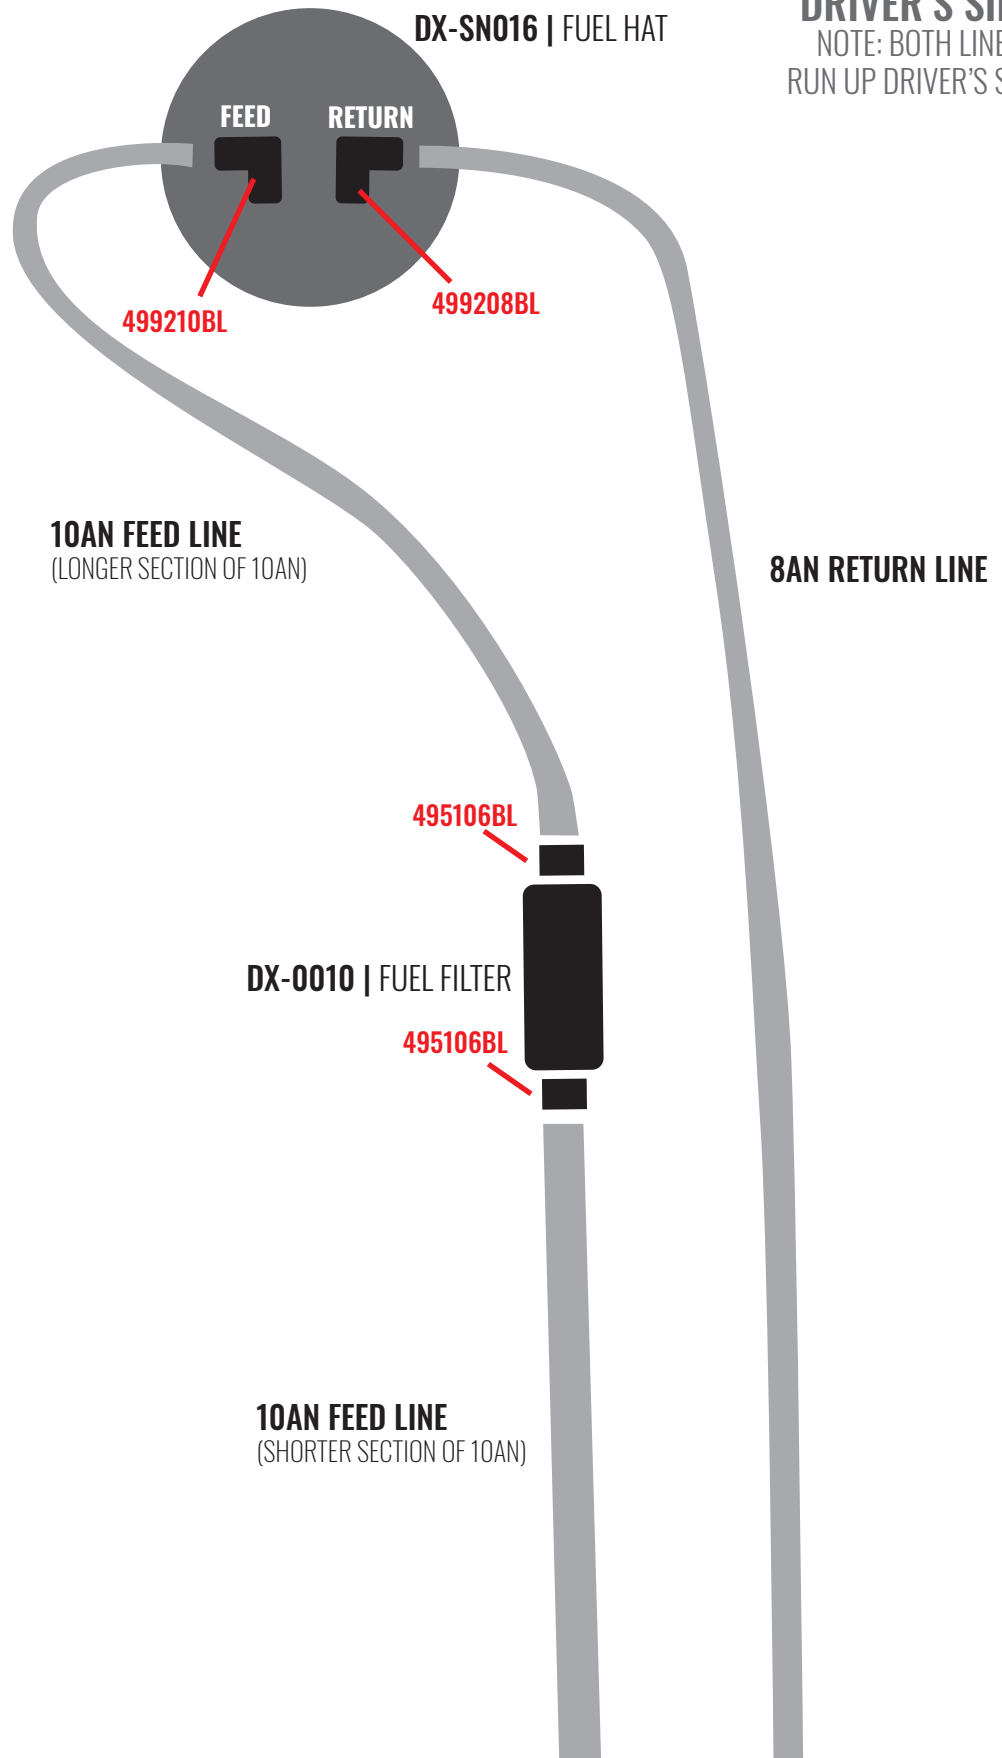 DX-SN016 | FUEL HAT
DRIVER'S
NOTE: BOTH
RUN UP DRIVER'S
FEED
RETURN
499210BL
499208BL
10AN FEED LINE
(LONGER SECTION OF 10AN)
8AN RETURN LINE
495106BL
DX-0010 | FUEL FILTER
495106BL
10AN FEED LINE
(SHORTER SECTION OF 10AN)